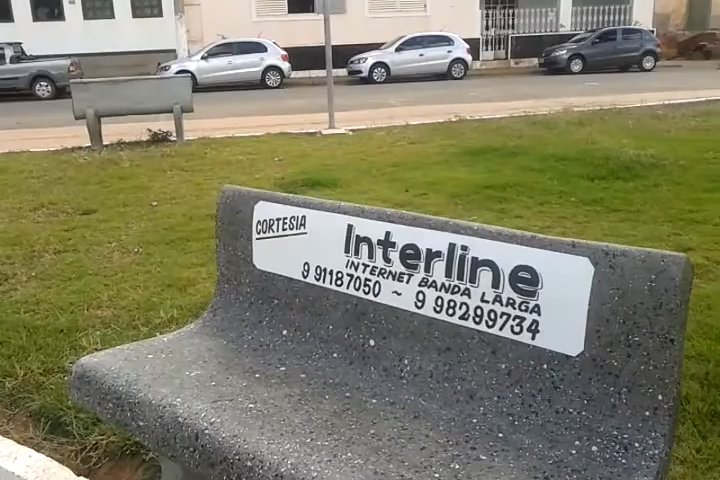 CORTESIA
Interline
INTERNET BANDA LARGA
9 91187050 ~ 9 98299734